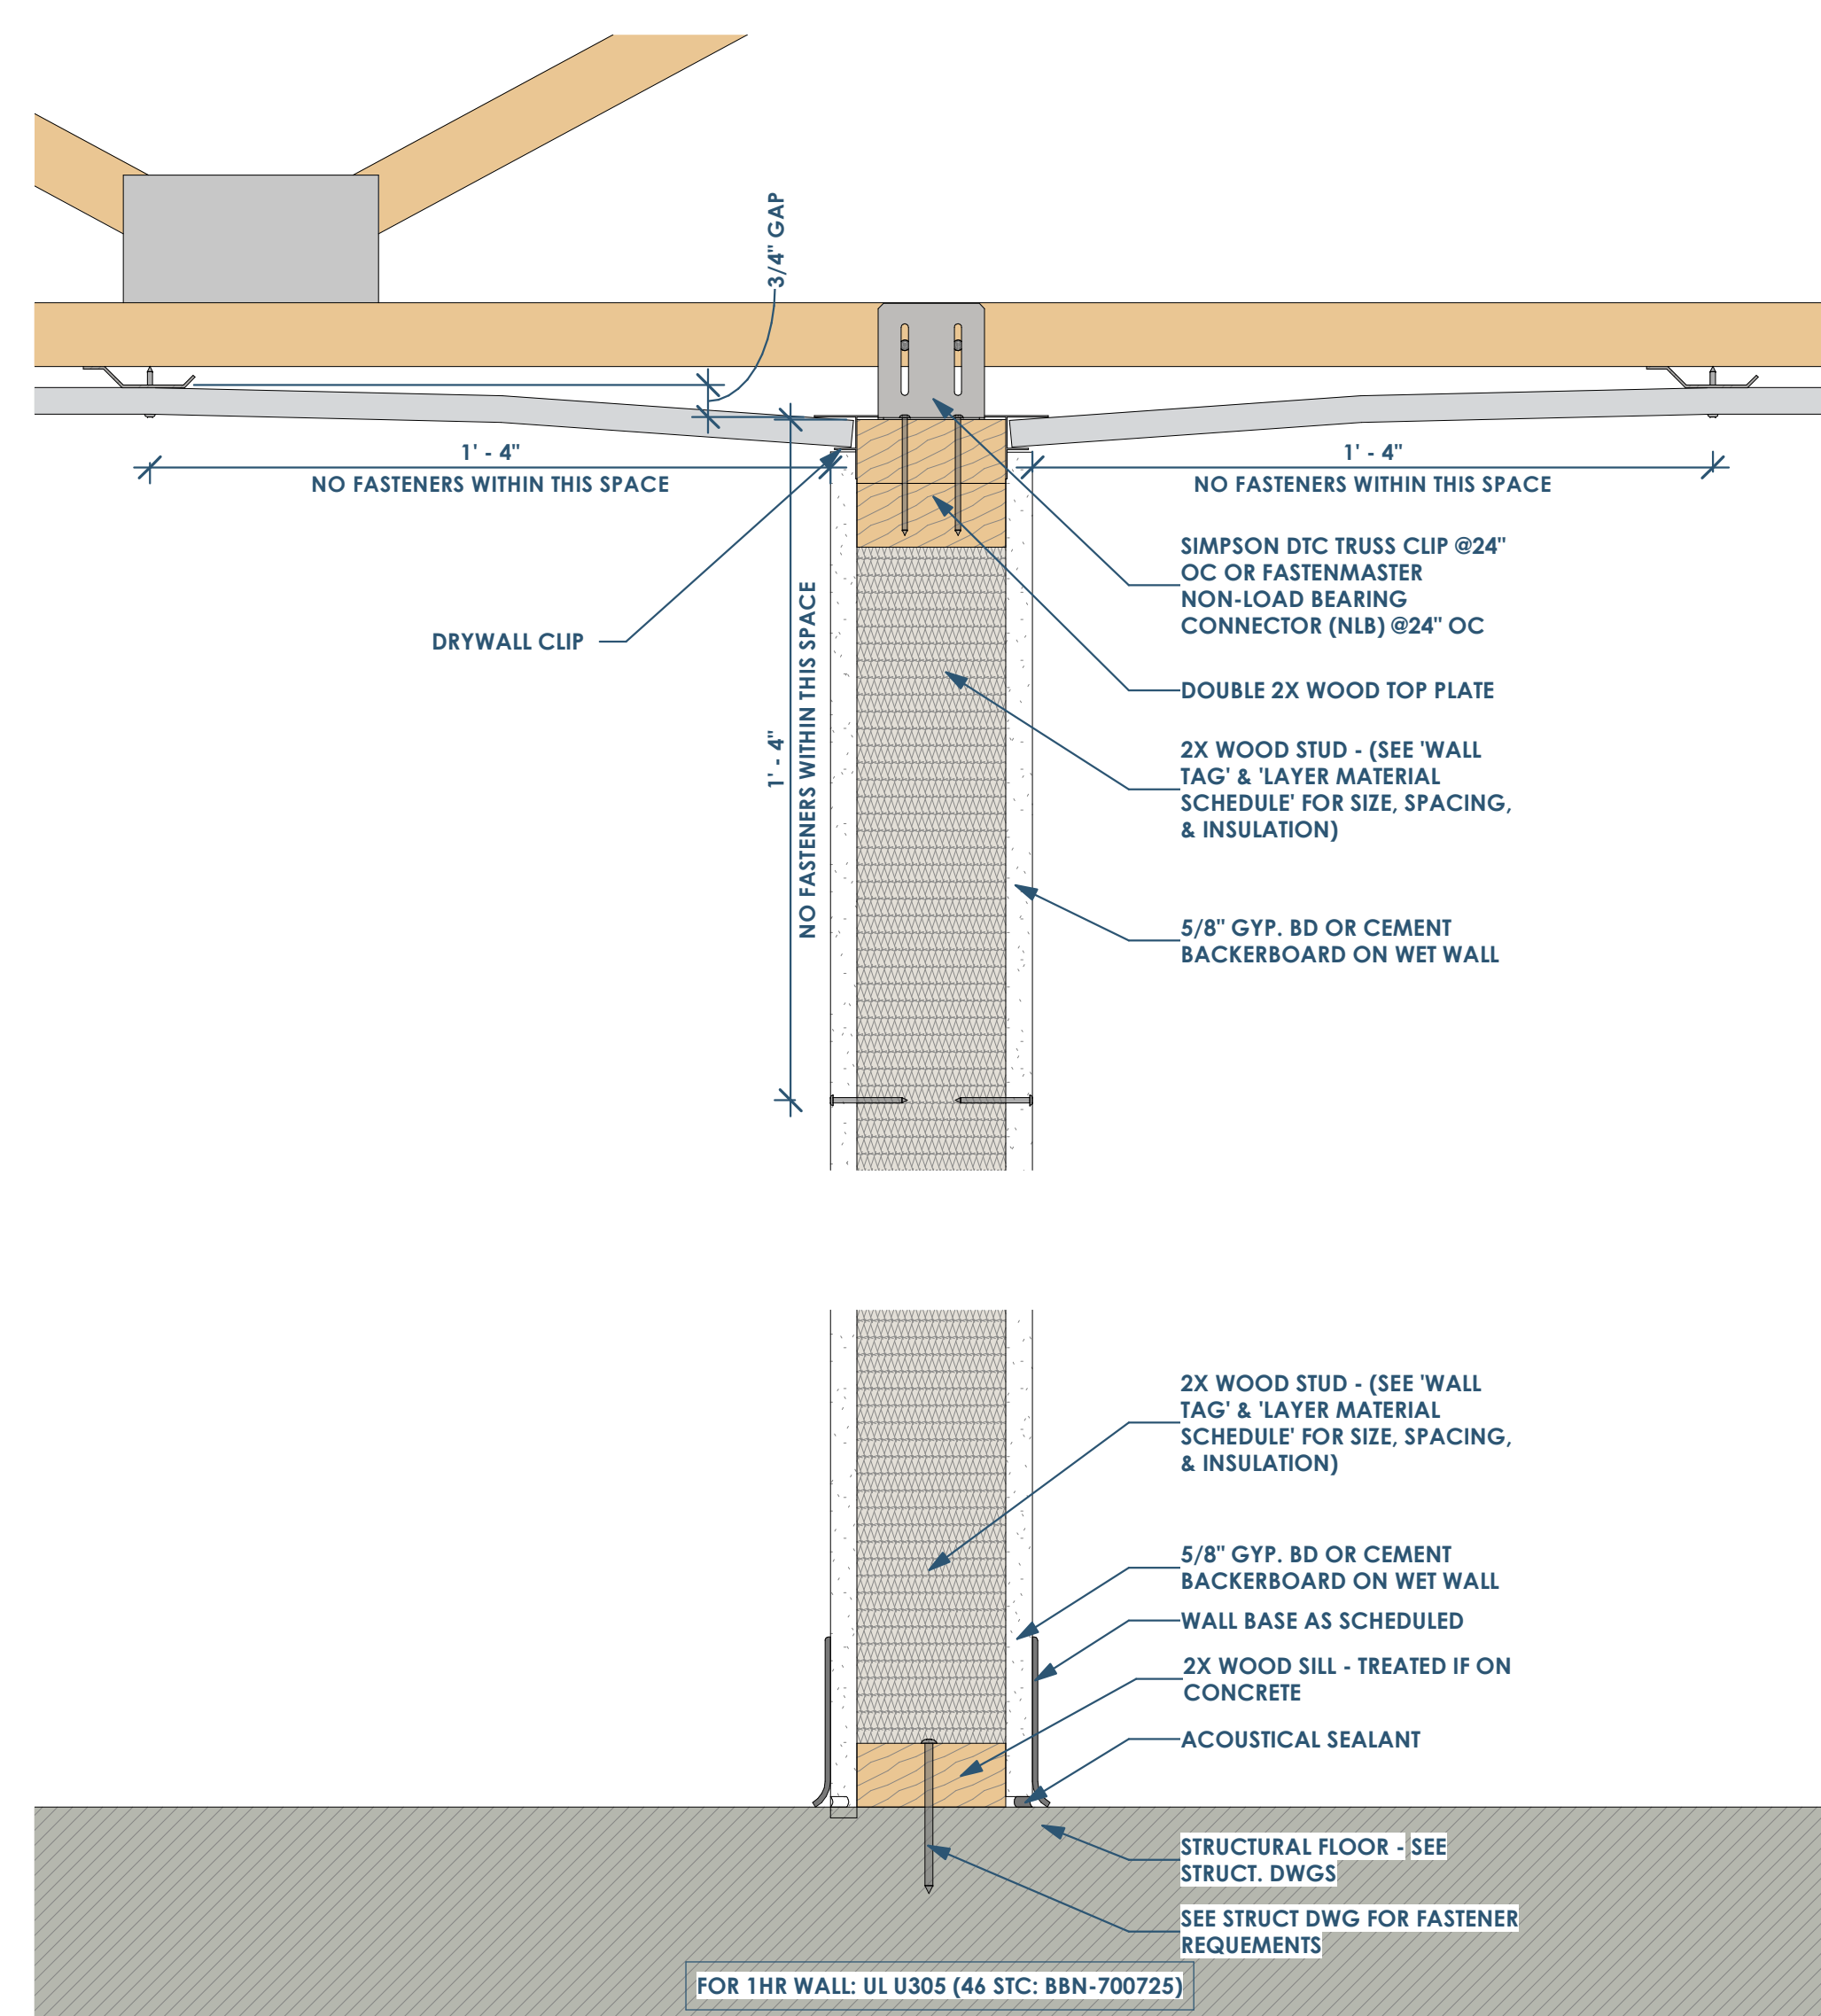 3/4" GAP
1' - 4"
NO FASTENERS WITHIN THIS SPACE
1' - 4"
NO FASTENERS WITHIN THIS SPACE
DRYWALL CLIP
1' - 4"
NO FASTENERS WITHIN THIS SPACE
SIMPSON DTC TRUSS CLIP @24"
OC OR FASTENMASTER
NON-LOAD BEARING
CONNECTOR (NLB) @24" OC
DOUBLE 2X WOOD TOP PLATE
2X WOOD STUD - (SEE 'WALL
TAG' & 'LAYER MATERIAL
SCHEDULE' FOR SIZE, SPACING,
& INSULATION)
5/8" GYP. BD OR CEMENT
BACKERBOARD ON WET WALL
2X WOOD STUD - (SEE 'WALL
TAG' & 'LAYER MATERIAL
SCHEDULE' FOR SIZE, SPACING,
& INSULATION)
5/8" GYP. BD OR CEMENT
BACKERBOARD ON WET WALL
WALL BASE AS SCHEDULED
2X WOOD SILL - TREATED IF ON
CONCRETE
ACOUSTICAL SEALANT
STRUCTURAL FLOOR - SEE
STRUCT. DWGS
SEE STRUCT DWG FOR FASTENER
REQUEMENTS
FOR 1HR WALL: UL U305 (46 STC: BBN-700725)